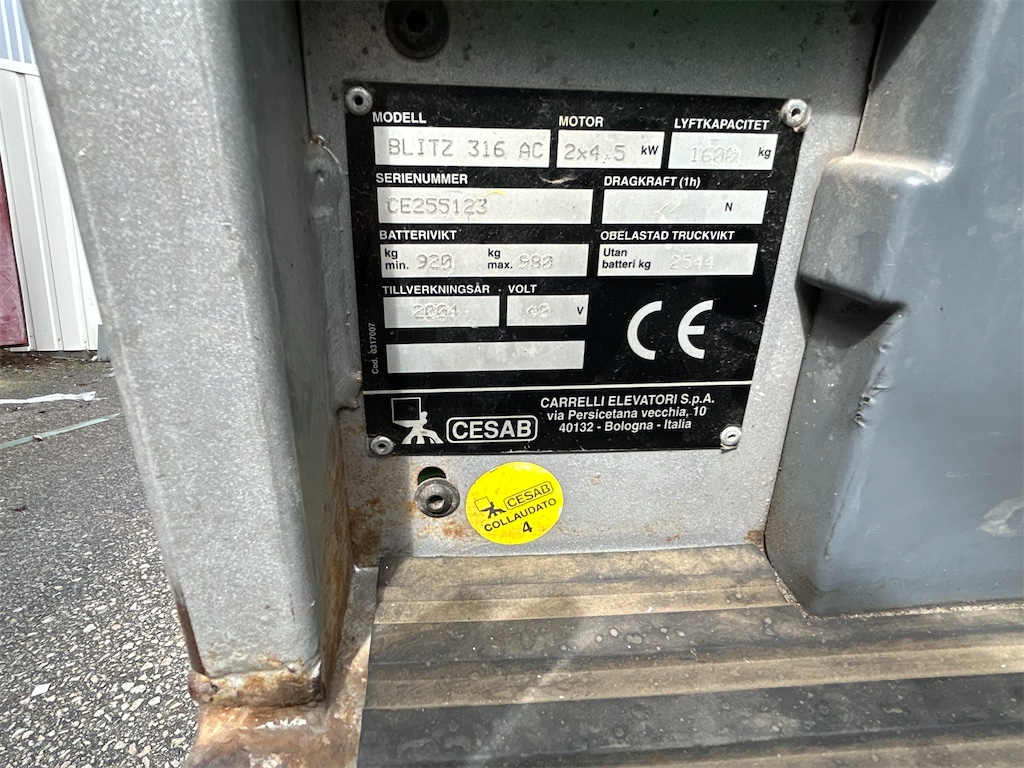 MODELL MOTOR LYFTKAPACITET
BLITZ 316 AC 2x4,5 kW 1600 kg
SERIENUMMER DRAGKRAFT (1h)
CE255123 N
BATTERIVIKT OBELASTAD TRUCKVIKT
kg min. 920 kg max. 980 Utan batteri kg 2544
TILLVERKNINGSÅR · VOLT
2004 48 V
Cod. 0317007
CE
CESAB
CARRELLI ELEVATORI S.p.A.
via Persicetana vecchia, 10
40132 - Bologna - Italia
CESAB
COLLAUDATO
4